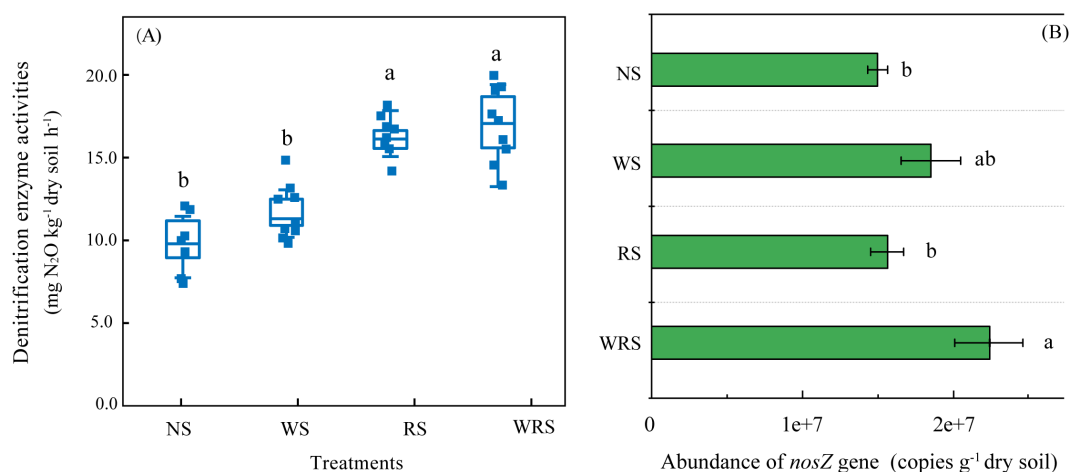 (A)
Denitrification enzyme activities
(mg N₂O kg⁻¹ dry soil h⁻¹)
20.0
15.0
10.0
5.0
0.0
b
b
a
a
NS
WS
RS
WRS
Treatments
(B)
NS
WS
RS
WRS
b
ab
b
a
0
1e+7
2e+7
Abundance of nosZ gene (copies g⁻¹ dry soil)